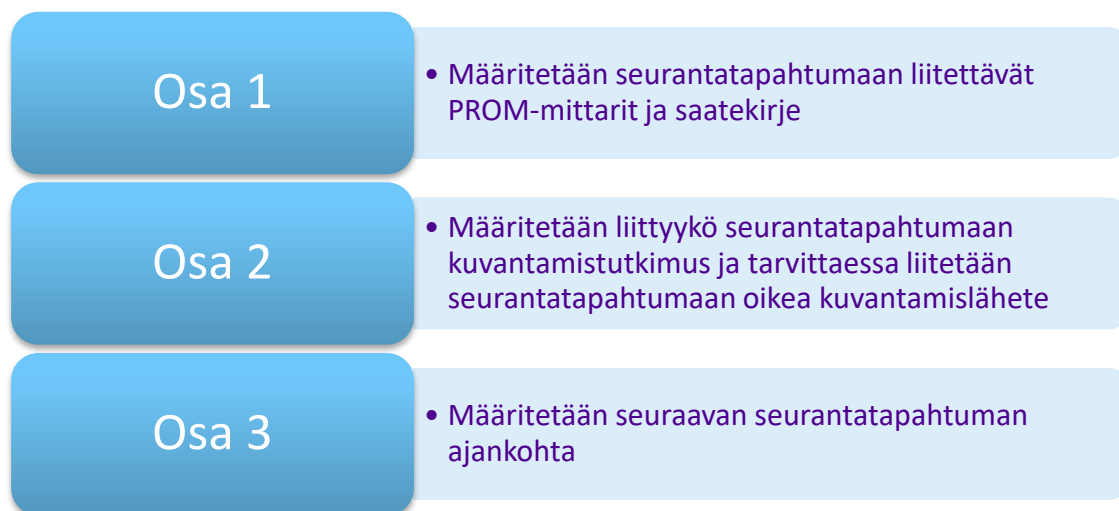 Osa 1
• Määritetään seurantatapahtumaan liitettävät
PROM-mittarit ja saatekirje
Osa 2
• Määritetään liittyykö seurantatapahtumaan
kuvantamistutkimus ja tarvittaessa liitetään
seurantatapahtumaan oikea kuvantamislähete
Osa 3
• Määritetään seuraavan seurantatapahtuman
ajankohta